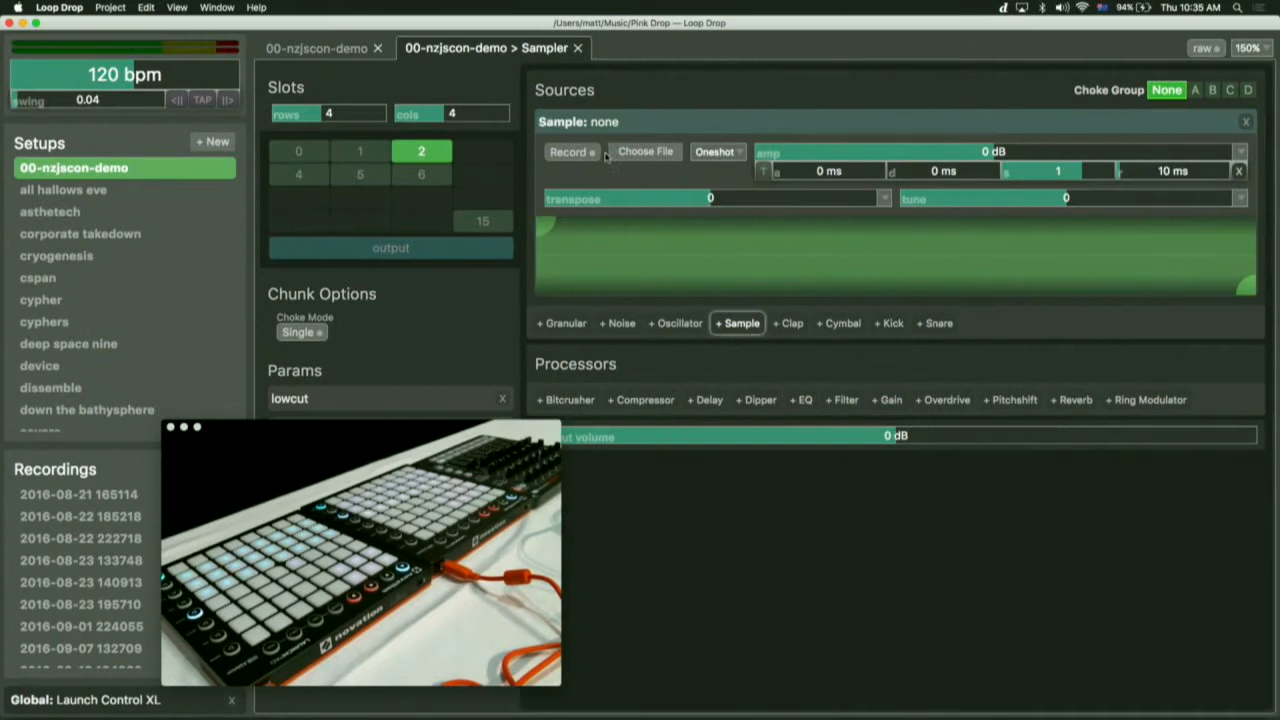 Loop Drop Project Edit View Window Help
94% Thu 10:35 AM
/Users/matt/Music/Pink Drop — Loop Drop
120 bpm
swing 0.04 TAP
Setups + New
00-nzjscon-demo
all hallows eve
asthetech
corporate takedown
cryogenesis
cspan
cypher
cyphers
deep space nine
device
dissemble
down the bathysphere
Recordings
2016-08-21 165114
2016-08-22 185218
2016-08-22 222718
2016-08-23 133748
2016-08-23 140913
2016-08-23 195710
2016-09-01 224055
2016-09-07 132709
Global: Launch Control XL X
00-nzjscon-demo X 00-nzjscon-demo > Sampler X
raw 150%
Slots
rows 4 cols 4
0 1 2
4 5 6
15
output
Chunk Options
Choke Mode
Single
Params
lowcut X
Sources Choke Group None A B C D
Sample: none X
Record Choose File Oneshot amp 0 dB
T a 0 ms d 0 ms s 1 r 10 ms X
transpose 0 tune 0
+ Granular + Noise + Oscillator + Sample + Clap + Cymbal + Kick + Snare
Processors
+ Bitcrusher + Compressor + Delay + Dipper + EQ + Filter + Gain + Overdrive + Pitchshift + Reverb + Ring Modulator
ut volume 0 dB
novation
novation